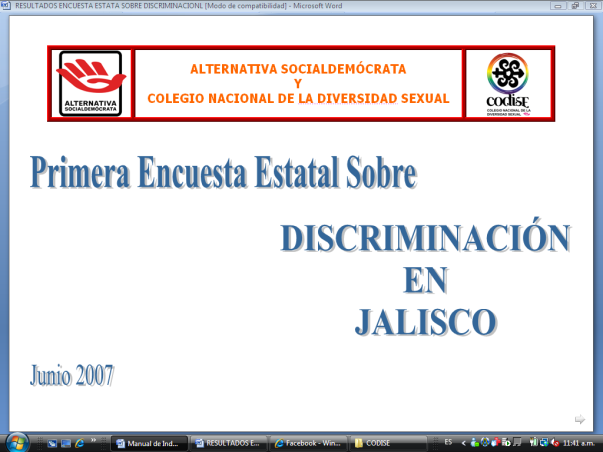 RESULTADOS ENCUESTA ESTATA SOBRE DISCRIMINACIONL [Modo de compatibilidad] - Microsoft Word
ALTERNATIVA
SOCIALDEMÓCRATA
ALTERNATIVA SOCIALDEMÓCRATA
Y
COLEGIO NACIONAL DE LA DIVERSIDAD SEXUAL
CODISE
COLEGIO NACIONAL DE LA
DIVERSIDAD SEXUAL
Primera Encuesta Estatal Sobre
DISCRIMINACIÓN
EN
JALISCO
Junio 2007
Manual de Ind...
RESULTADOS E...
Facebook - Win...
CODISE
ES
11:41 a.m.